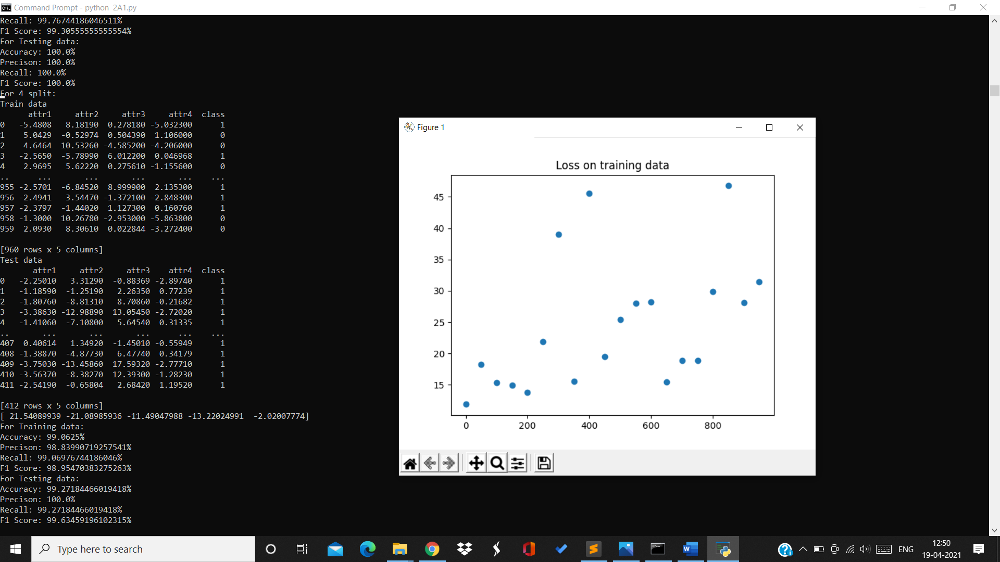 Command Prompt - python  2A1.py
Recall: 99.76744186046511%
F1 Score: 99.30555555555554%
For Testing data:
Accuracy: 100.0%
Precison: 100.0%
Recall: 100.0%
F1 Score: 100.0%
For 4 split:
Train data
attr1 attr2 attr3 attr4 class
0 -5.4808 8.18190 0.278180 -5.032300 1
1 5.0429 -0.52974 0.504390 1.106000 0
2 4.6464 10.53260 -4.585200 -4.206000 0
3 -2.5650 -5.78990 6.012200 0.046968 1
4 2.9695 5.62220 0.275610 -1.155600 0
.. ... ... ... ... ...
955 -2.5701 -6.84520 8.999900 2.135300 1
956 -2.4941 3.54470 -1.372100 -2.848300 1
957 -2.3797 -1.44020 1.127300 0.160760 1
958 -1.3000 10.26780 -2.953000 -5.863800 0
959 2.0930 8.30610 0.022844 -3.272400 0
[960 rows x 5 columns]
Test data
attr1 attr2 attr3 attr4 class
0 -2.25010 3.31290 -0.88369 -2.89740 1
1 -1.18590 -1.25190 2.26350 0.77239 1
2 -1.80760 -8.81310 8.70860 -0.21682 1
3 -3.38630 -12.98890 13.05450 -2.72020 1
4 -1.41060 -7.10800 5.64540 0.31335 1
.. ... ... ... ... ...
407 0.40614 1.34920 -1.45010 -0.55949 1
408 -1.38870 -4.87730 6.47740 0.34179 1
409 -3.75030 -13.45860 17.59320 -2.77710 1
410 -3.56370 -8.38270 12.39300 -1.28230 1
411 -2.54190 -0.65804 2.68420 1.19520 1
[412 rows x 5 columns]
[ 21.54089939 -21.08985936 -11.49047988 -13.22024991  -2.02007774]
For Training data:
Accuracy: 99.0625%
Precison: 98.83990719257541%
Recall: 99.06976744186046%
F1 Score: 98.95470383275263%
For Testing data:
Accuracy: 99.27184466019418%
Precison: 100.0%
Recall: 99.27184466019418%
F1 Score: 99.63459196102315%
Figure 1
Loss on training data
45
40
35
30
25
20
15
0 200 400 600 800
Type here to search
ENG
12:50
19-04-2021